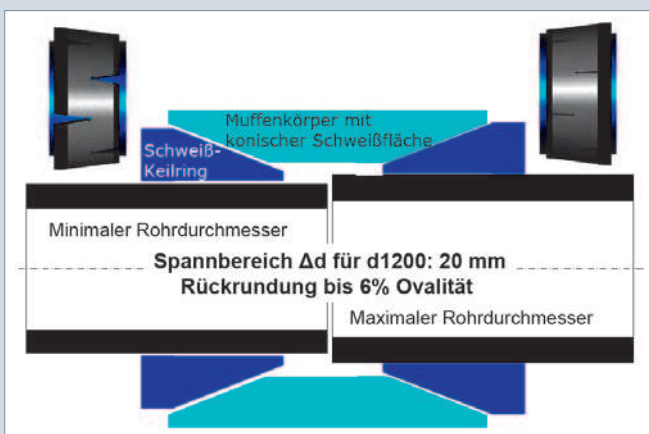 Muffenkörper mit
konischer Schweißfläche
Schweiß-
Keilring
Minimaler Rohrdurchmesser
Spannbereich Δd für d1200: 20 mm
Rückrundung bis 6% Ovalität
Maximaler Rohrdurchmesser